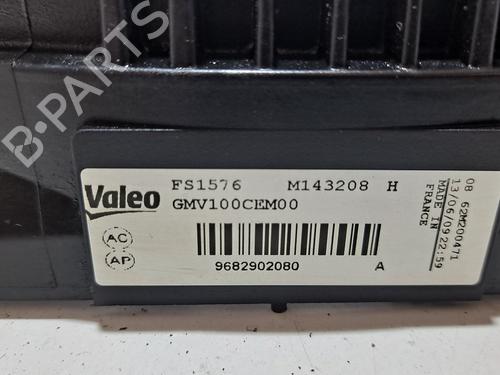 B-PARTS
Valeo
FS1576 M143208 H
GMV100CEM00
AC
AP
9682902080 A
08 62M200471
13/06/09 22:59
MADE IN
FRANCE